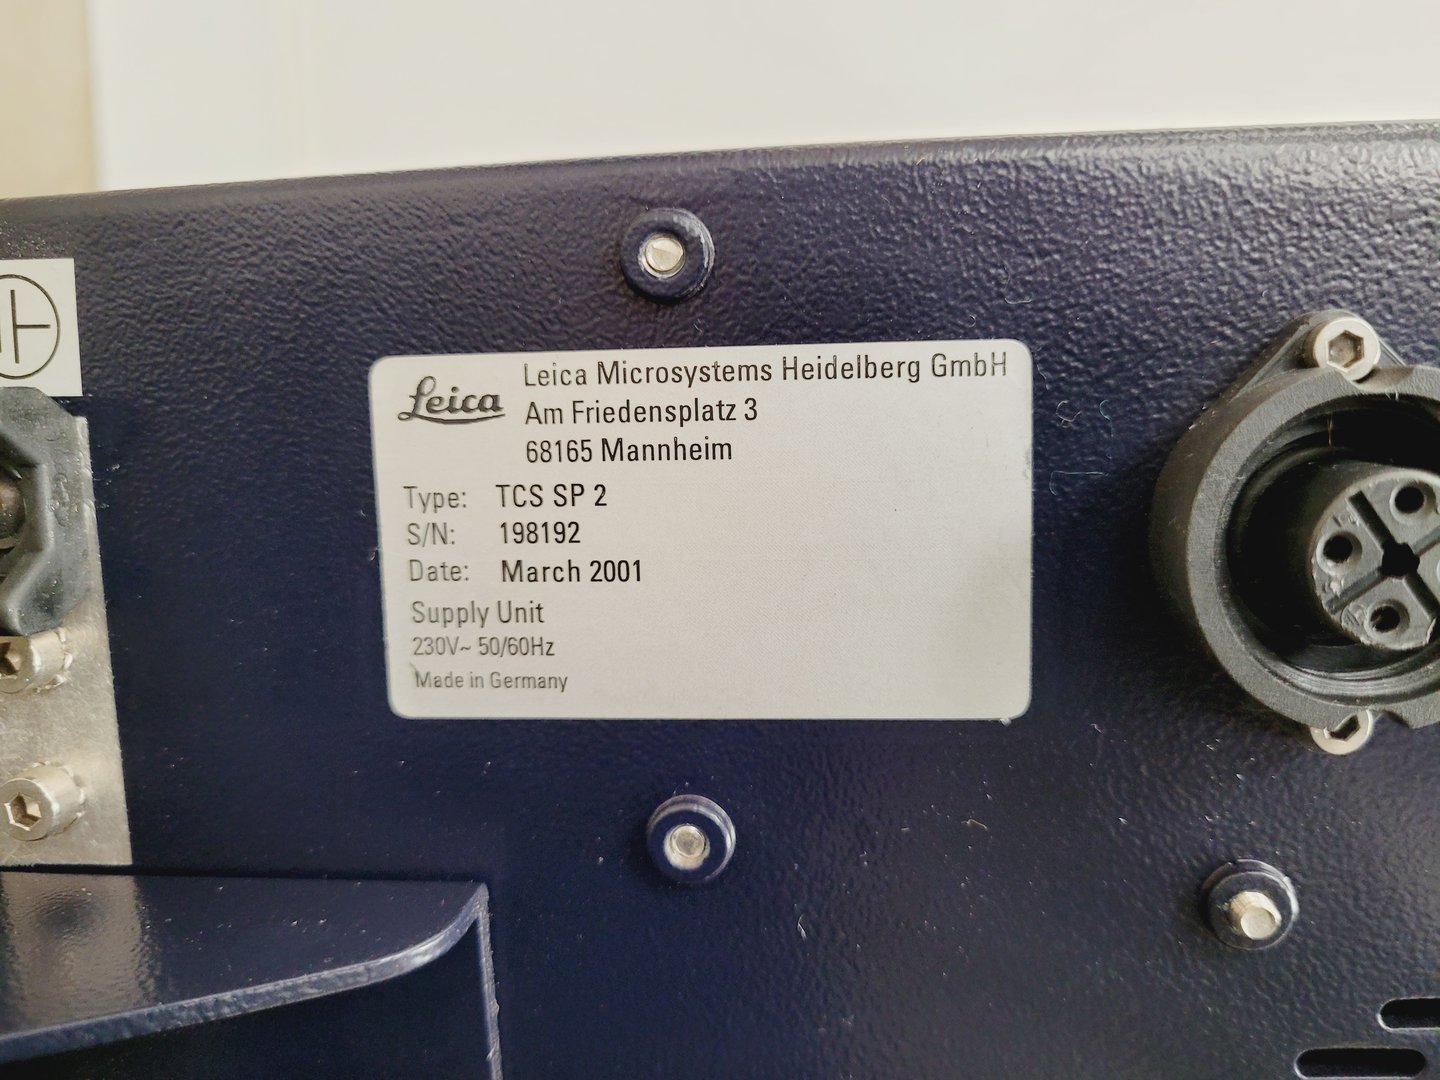 Leica
Leica Microsystems Heidelberg GmbH
Am Friedensplatz 3
68165 Mannheim
Type: TCS SP 2
S/N: 198192
Date: March 2001
Supply Unit
230V~ 50/60Hz
Made in Germany